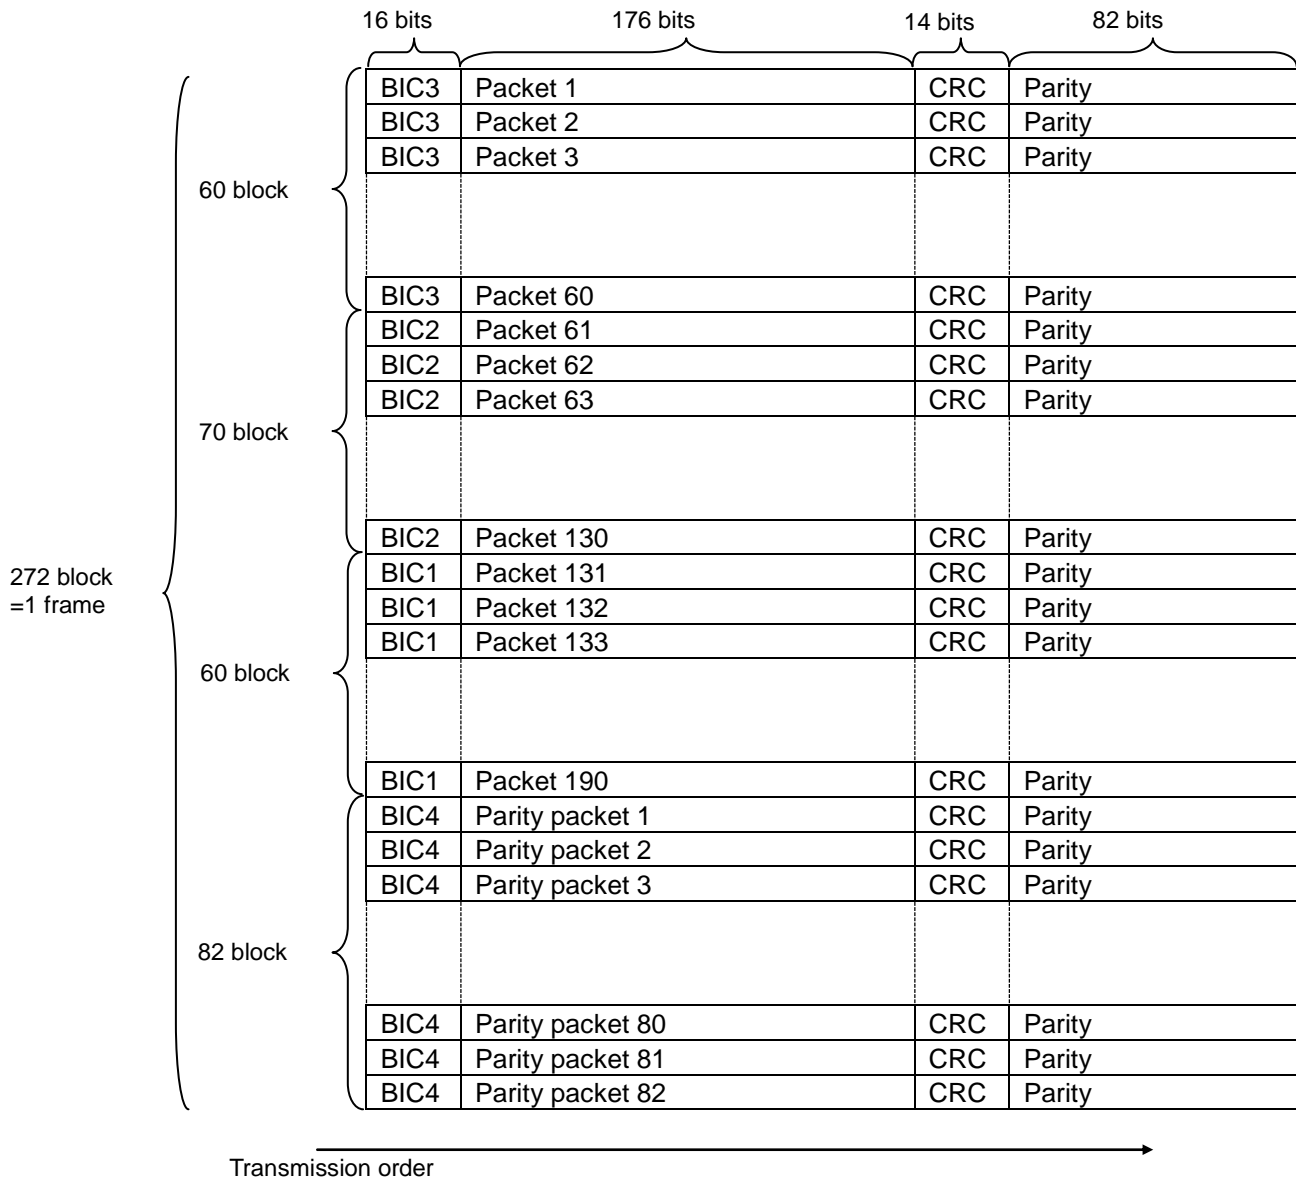 16 bits 176 bits 14 bits 82 bits
BIC3 Packet 1 CRC Parity
BIC3 Packet 2 CRC Parity
BIC3 Packet 3 CRC Parity
60 block
BIC3 Packet 60 CRC Parity
BIC2 Packet 61 CRC Parity
BIC2 Packet 62 CRC Parity
BIC2 Packet 63 CRC Parity
70 block
BIC2 Packet 130 CRC Parity
BIC1 Packet 131 CRC Parity
272 block
=1 frame
BIC1 Packet 132 CRC Parity
BIC1 Packet 133 CRC Parity
60 block
BIC1 Packet 190 CRC Parity
BIC4 Parity packet 1 CRC Parity
BIC4 Parity packet 2 CRC Parity
BIC4 Parity packet 3 CRC Parity
82 block
BIC4 Parity packet 80 CRC Parity
BIC4 Parity packet 81 CRC Parity
BIC4 Parity packet 82 CRC Parity
Transmission order